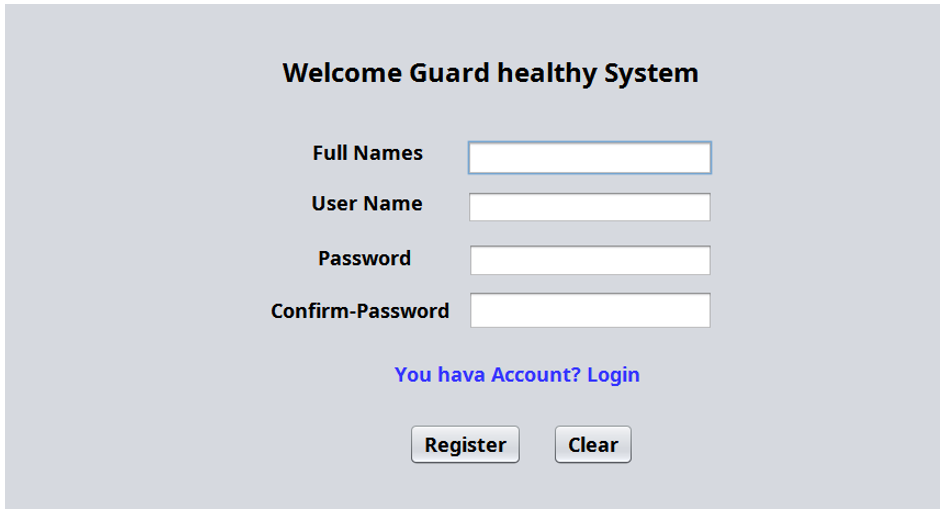 Welcome Guard healthy System
Full Names
User Name
Password
Confirm-Password
You hava Account? Login
Register Clear